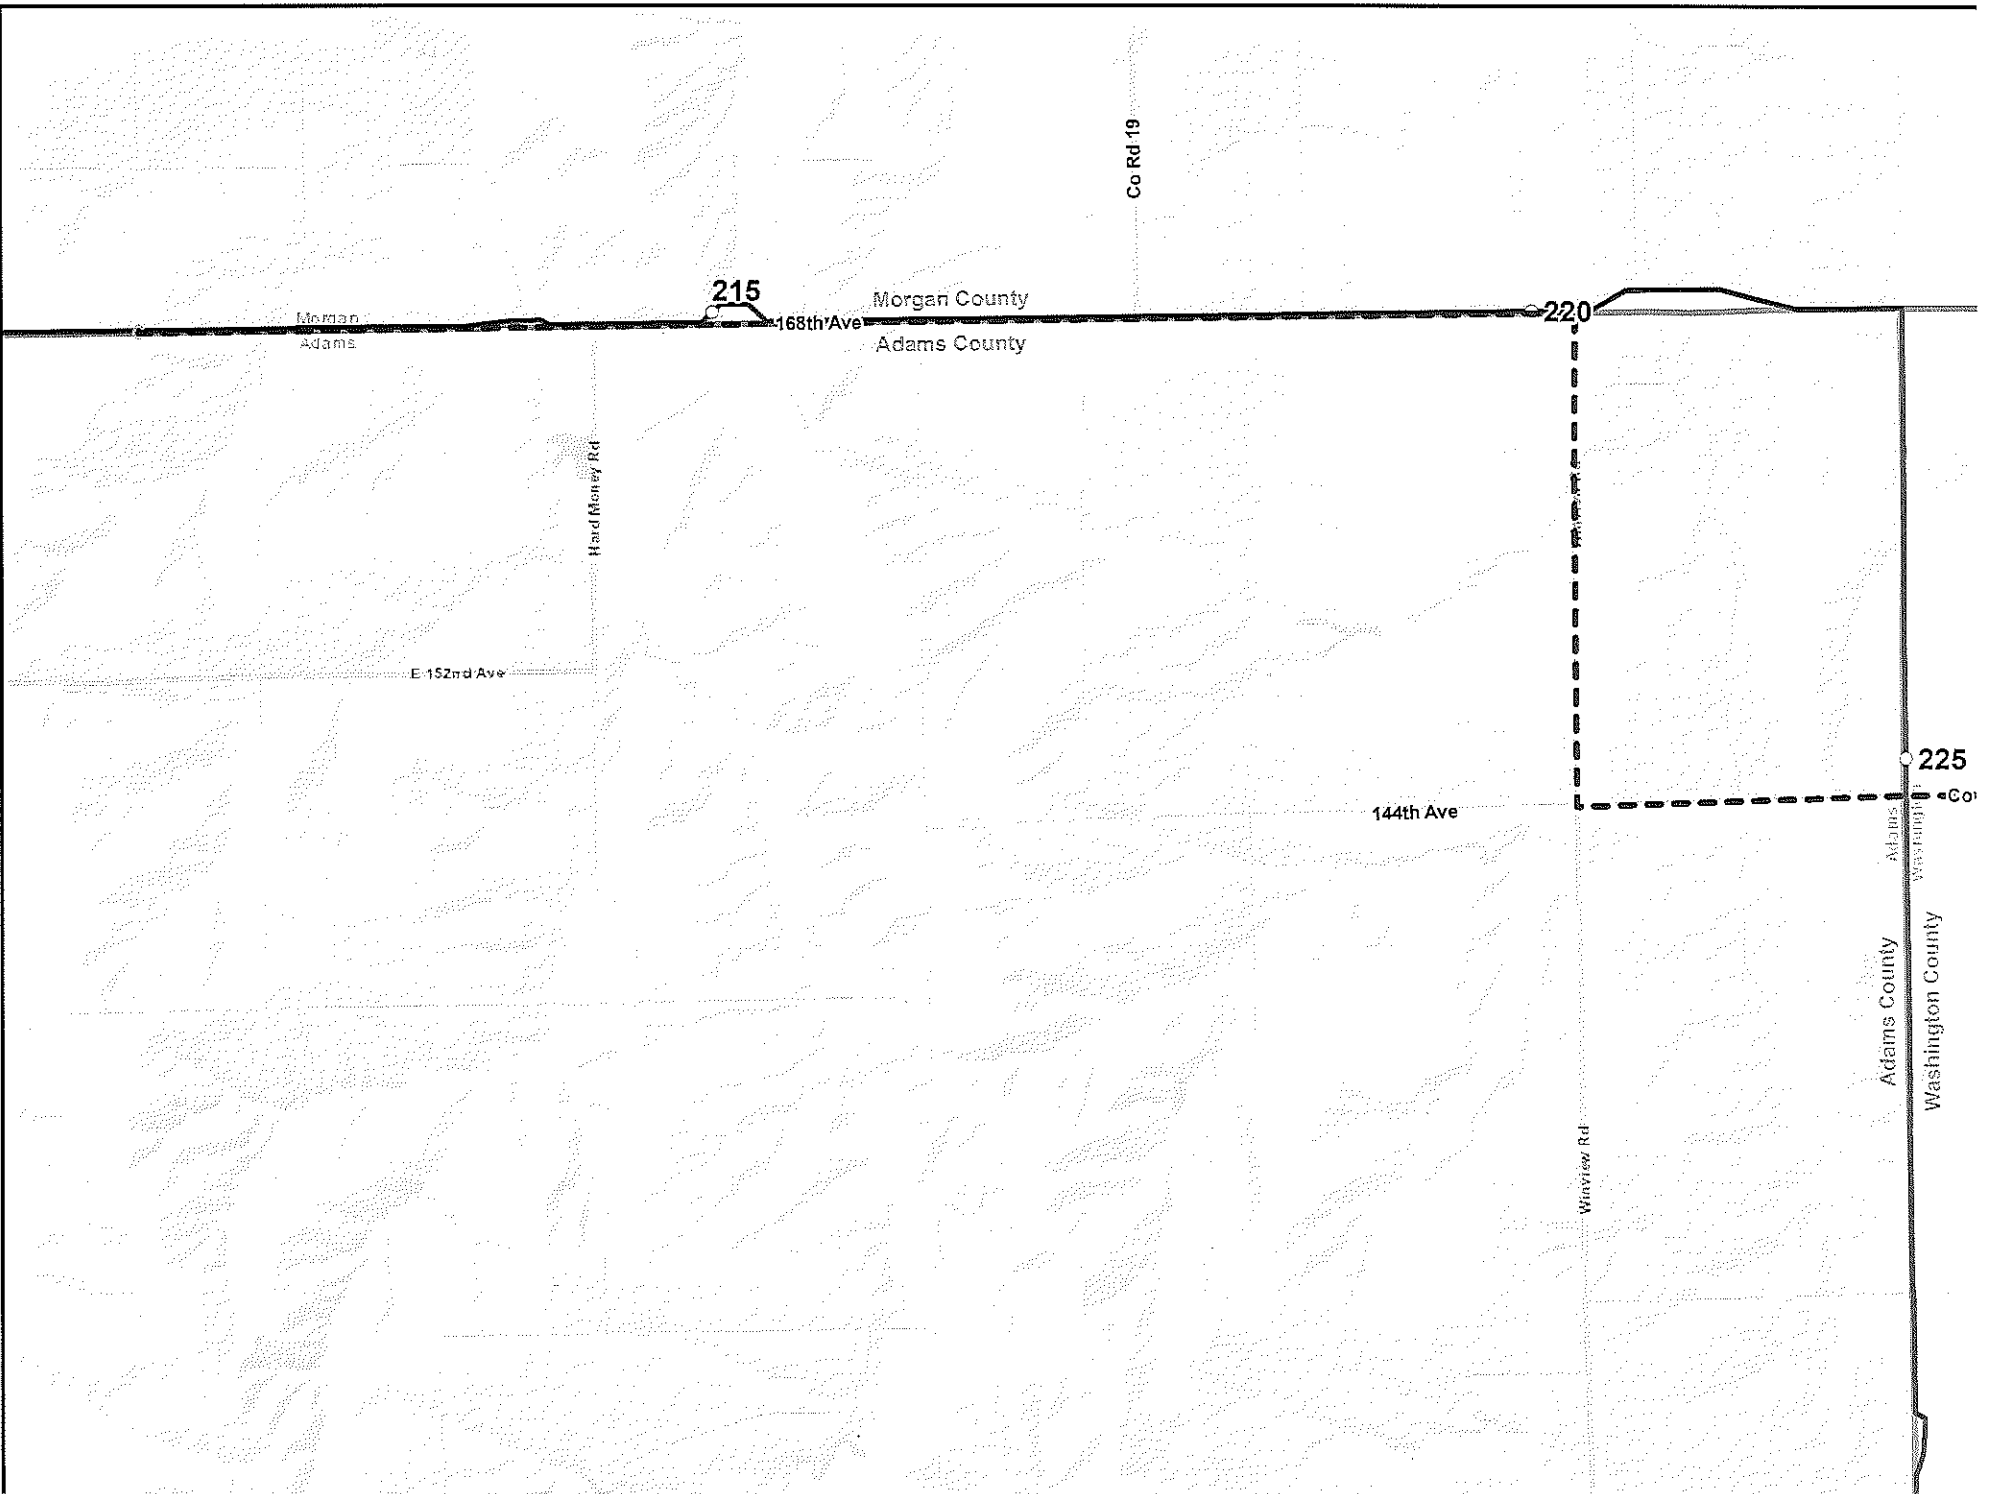 Co Rd 19
215
Morgan County
Morgan
168th Ave
220
Adams
Adams County
Hard Money Rd
E 152nd Ave
225
144th Ave
Adams
Adams County
Washington County
Winview Rd